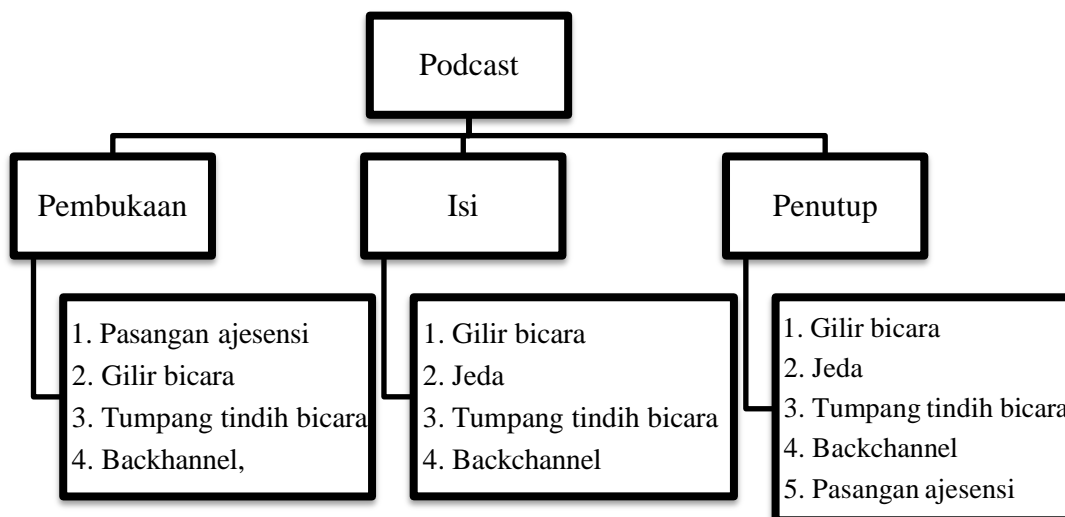 Podcast
Pembukaan
Isi
Penutup
1. Pasangan ajesensi
2. Gilir bicara
3. Tumpang tindih bicara
4. Backhannel,
1. Gilir bicara
2. Jeda
3. Tumpang tindih bicara
4. Backchannel
1. Gilir bicara
2. Jeda
3. Tumpang tindih bicara
4. Backchannel
5. Pasangan ajesensi